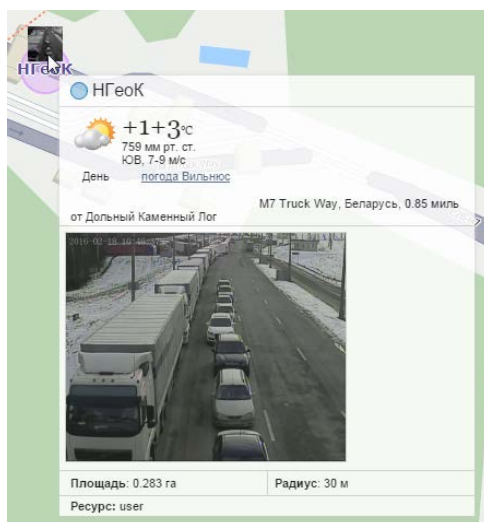 НГеоК
НГеоК
+1+3°C
759 мм рт. ст.
ЮВ, 7-9 м/с
День погода Вильнюс
М7 Truck Way, Беларусь, 0.85 миль
от Дольный Каменный Лог
Площадь: 0.283 га
Радиус: 30 м
Ресурс: user